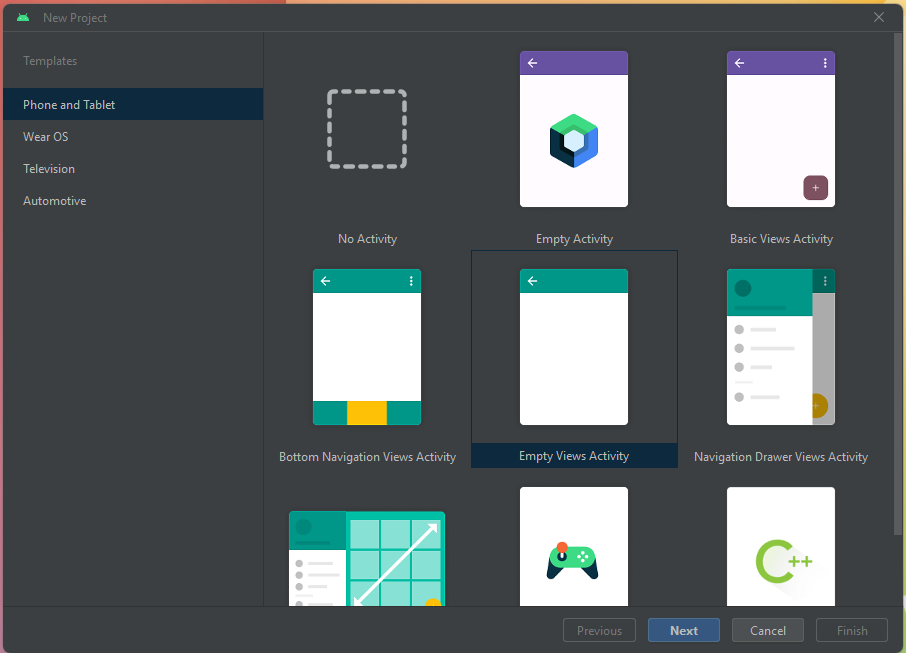 New Project
Templates
Phone and Tablet
Wear OS
Television
Automotive
No Activity
Empty Activity
Basic Views Activity
Bottom Navigation Views Activity
Empty Views Activity
Navigation Drawer Views Activity
C++
Previous
Next
Cancel
Finish